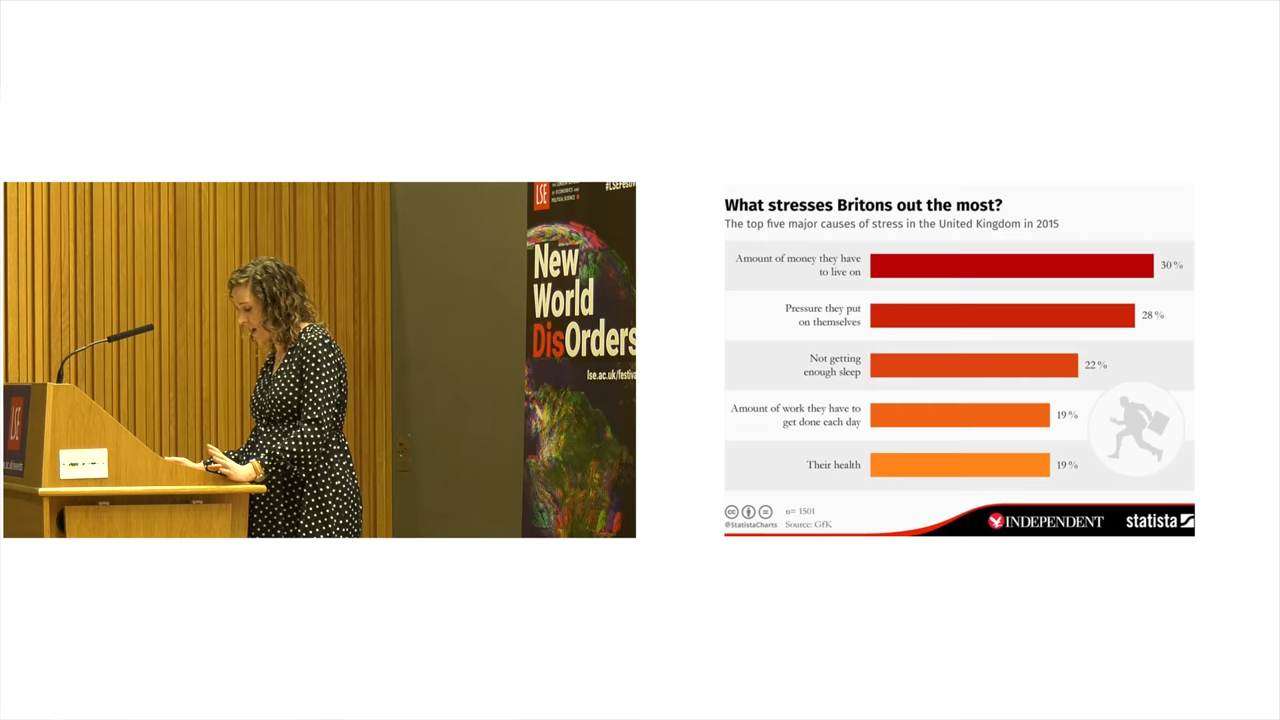 LSE
#LSEFestiv
New
World
DisOrders
lse.ac.uk/festiva
LSE
What stresses Britons out the most?
The top five major causes of stress in the United Kingdom in 2015
Amount of money they have
to live on
30 %
Pressure they put
on themselves
28 %
Not getting
enough sleep
22 %
Amount of work they have to
get done each day
19 %
Their health
19 %
cc
@StatistaCharts
n= 1501
Source: GfK
INDEPENDENT
statista